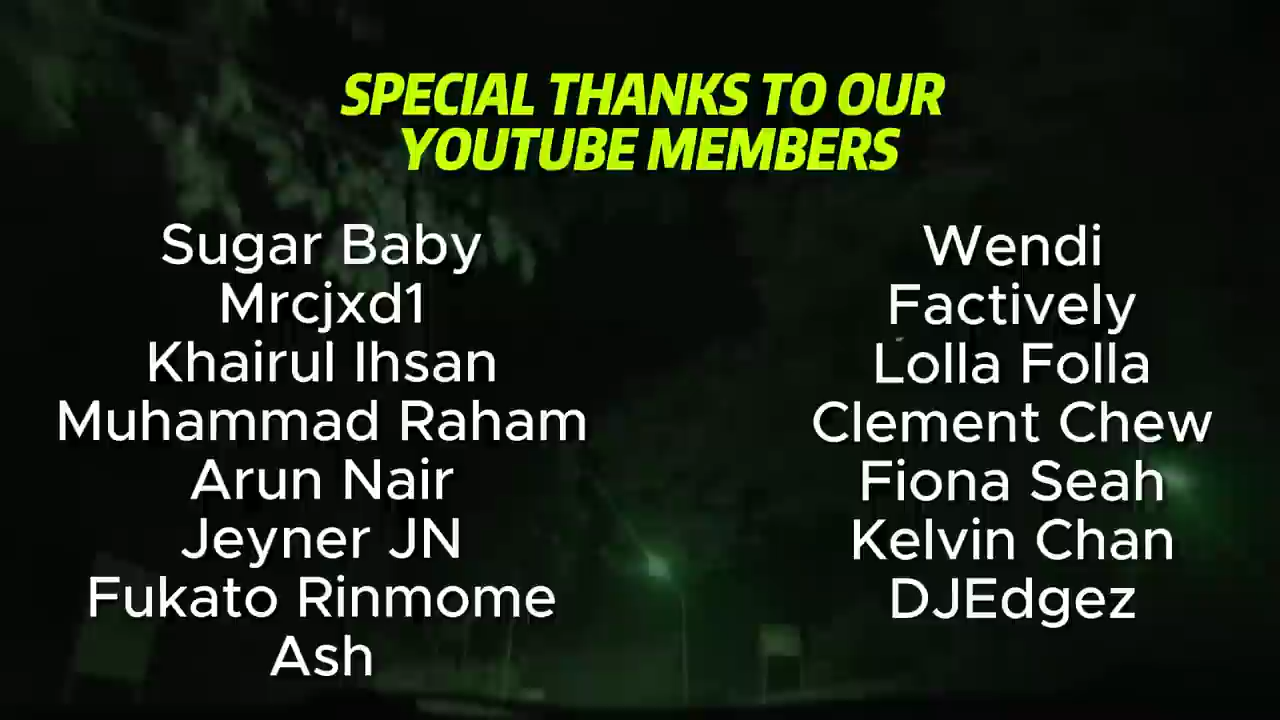 SPECIAL THANKS TO OUR
YOUTUBE MEMBERS
Sugar Baby
Mrcjxd1
Khairul Ihsan
Muhammad Raham
Arun Nair
Jeyner JN
Fukato Rinmome
Ash
Wendi
Factively
Lolla Folla
Clement Chew
Fiona Seah
Kelvin Chan
DJEdgez